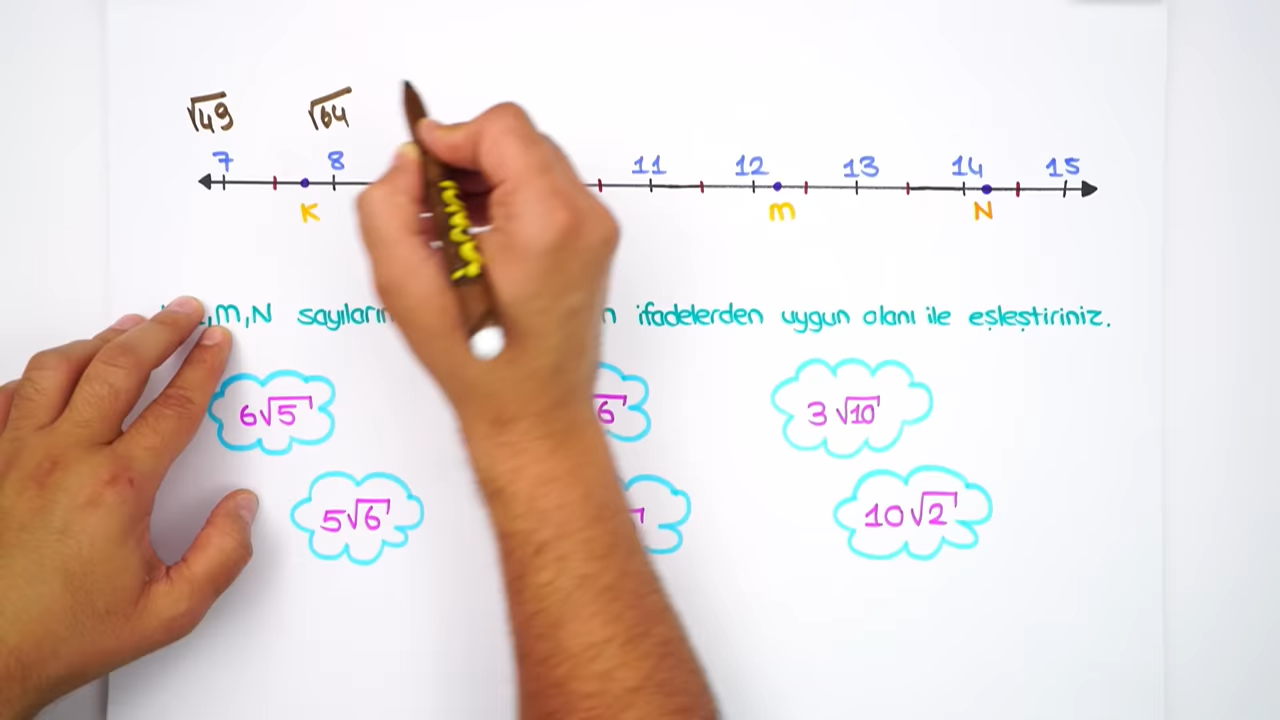 √49 √64
7 8 11 12 13 14 15
K M N
,M,N ifadelerden uygun olanı ile eşleştiriniz.
6√5 3√10
5√6 10√2